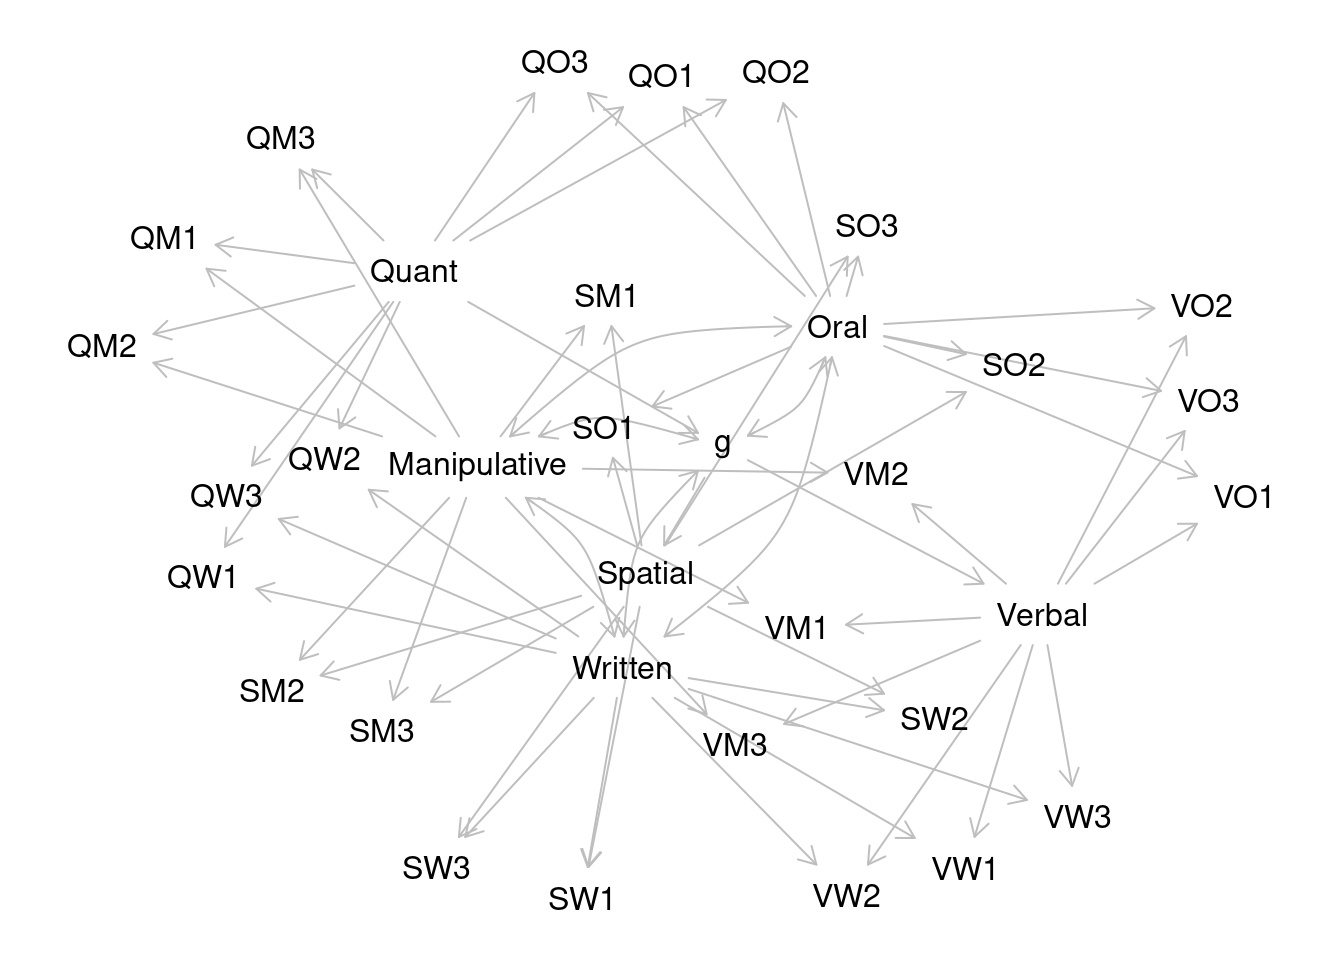 QO3
QO1
QO2
QM3
SO3
QM1
Quant
SM1
VO2
Oral
QM2
SO2
VO3
SO1
g
QW2
Manipulative
VM2
QW3
VO1
QW1
Spatial
Verbal
VM1
Written
SM2
SW2
SM3
VM3
VW3
SW3
VW1
SW1
VW2